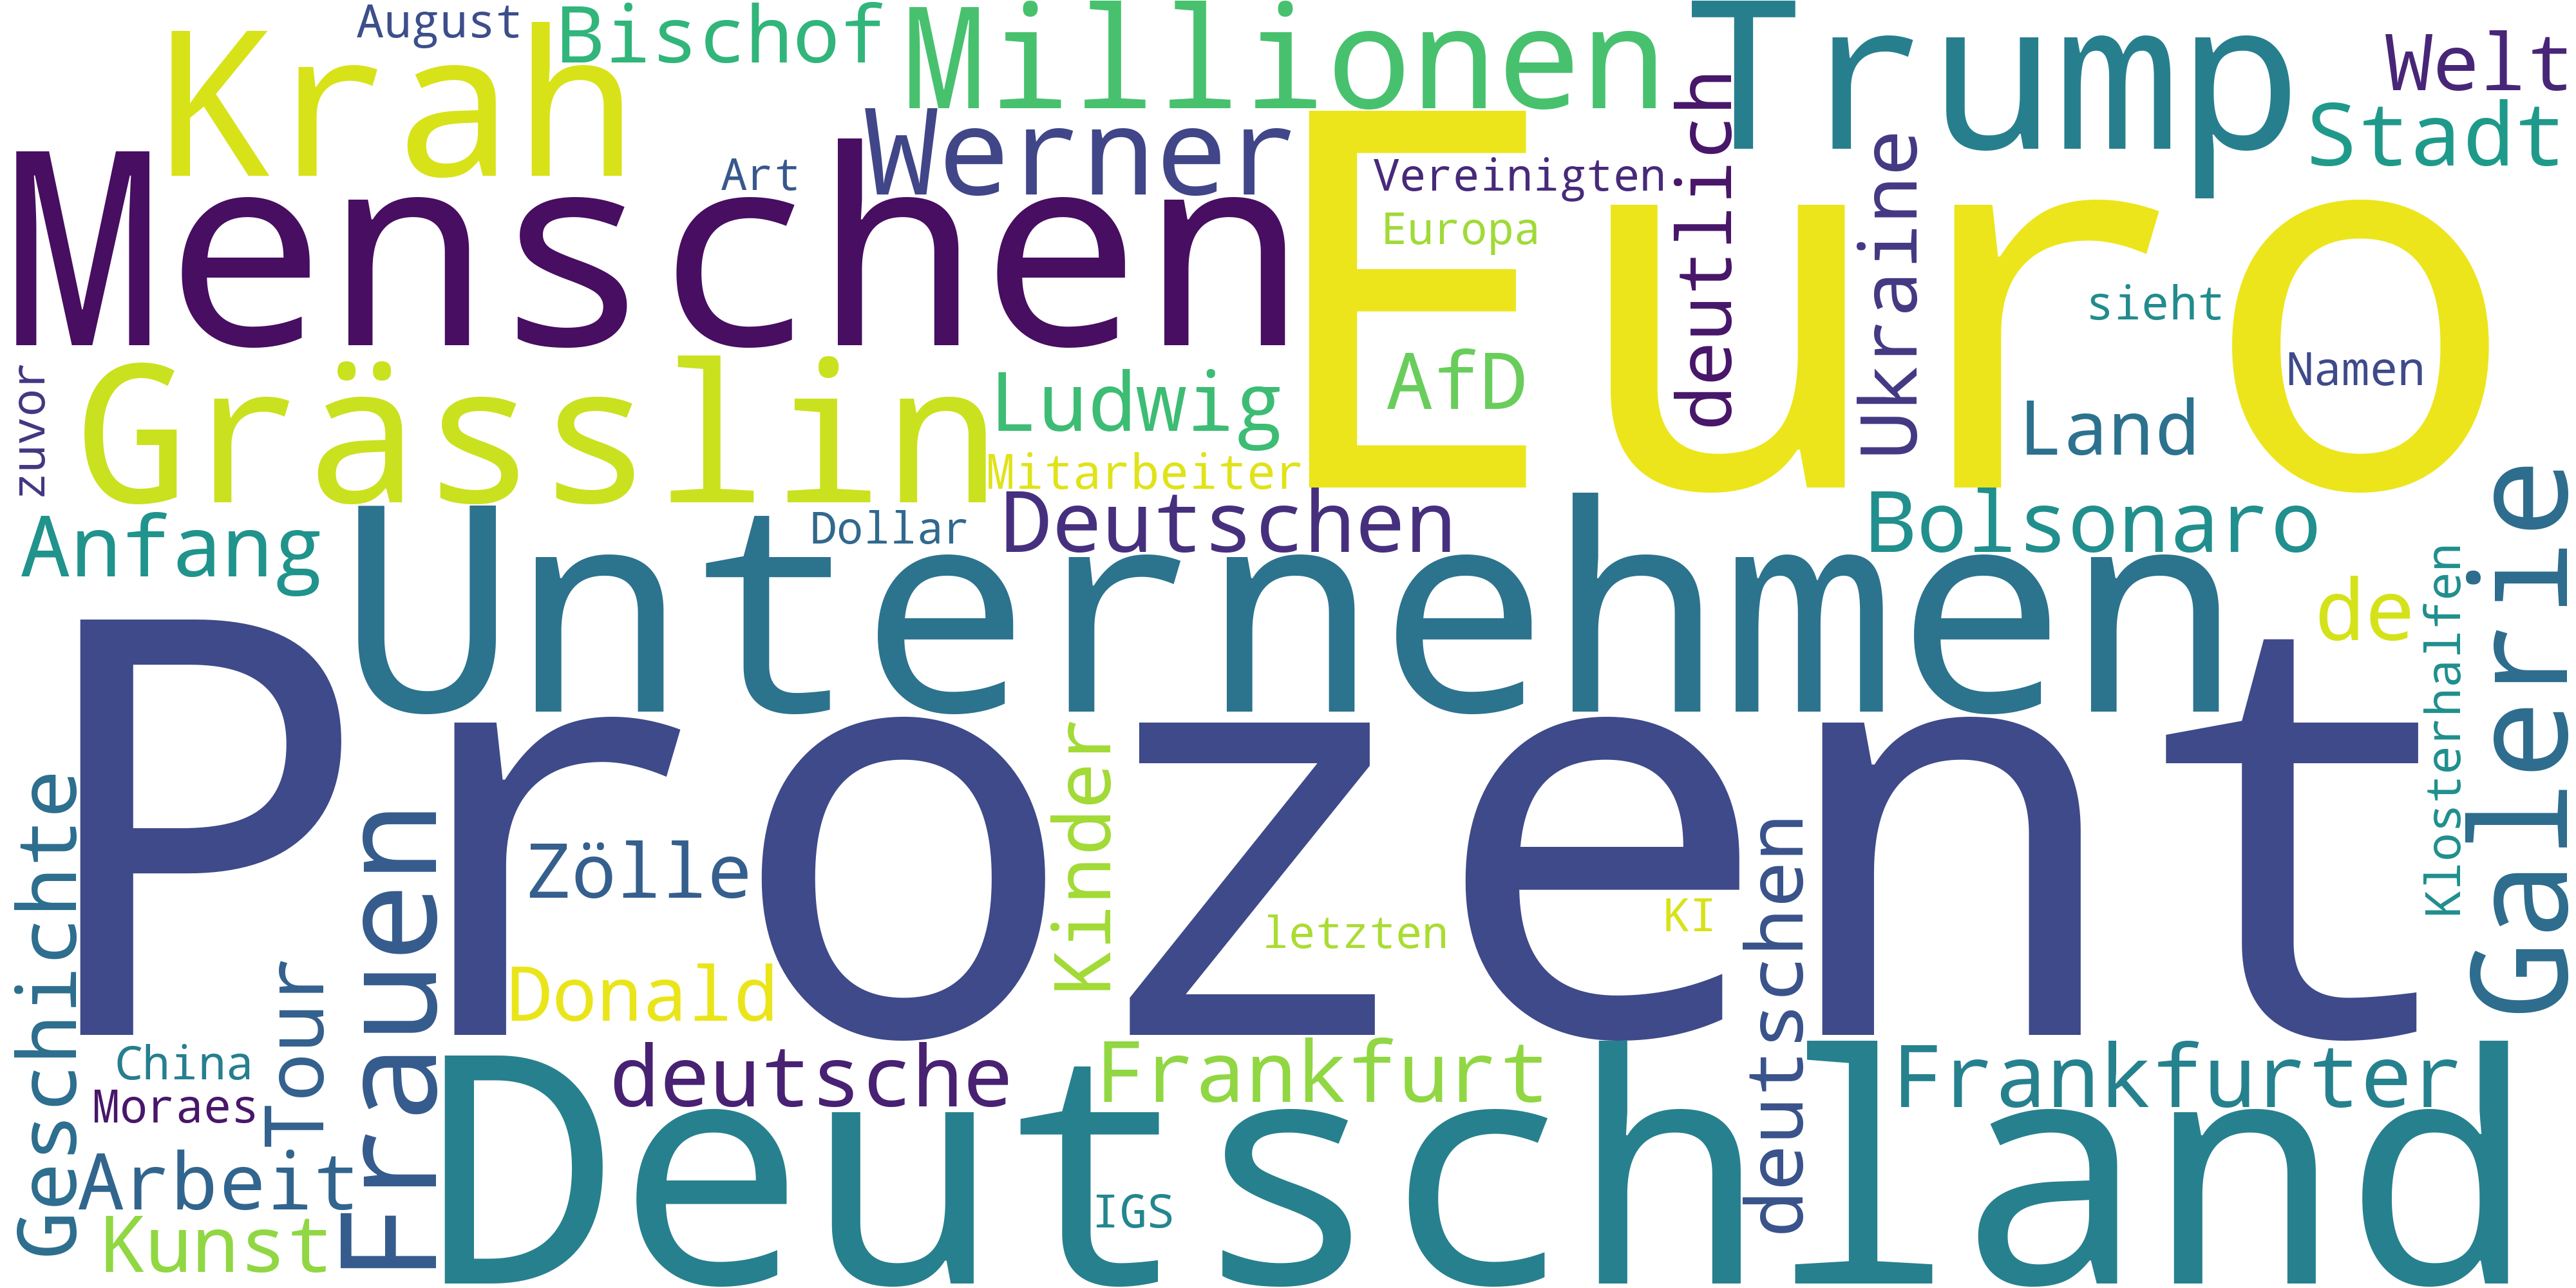 August
Bischof
Millionen
Trump
Welt
Krah
Stadt
Werner
Menschen
Art
Vereinigten
Europa
Euro
deutlich
Ukraine
sieht
Namen
zuvor
Grässlin
Ludwig
AfD
Land
Mitarbeiter
Anfang
Dollar
Deutschen
Bolsonaro
Unternehmen
de
Klosterhalfen
Galerie
Prozent
Geschichte
Tour
Frauen
Zölle
Kinder
letzten
KI
deutschen
Donald
China
Moraes
deutsche
Frankfurt
Frankfurter
Arbeit
Deutschland
IGS
Kunst